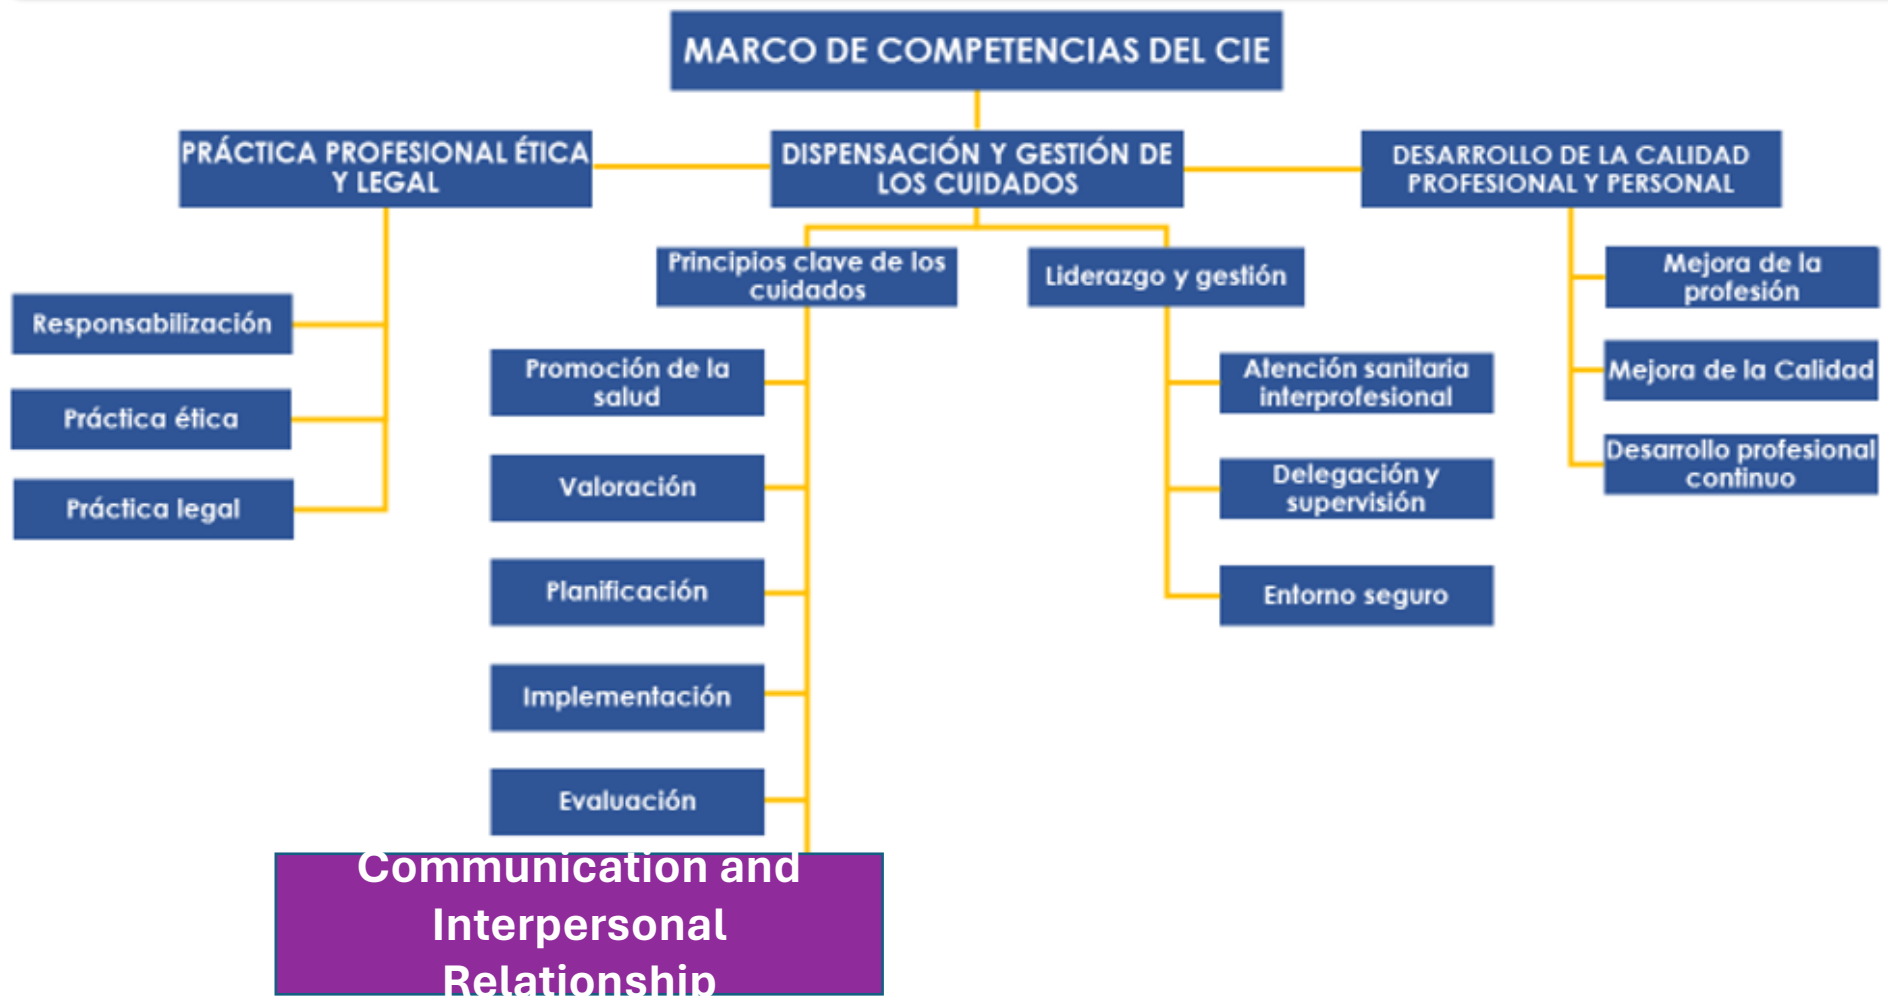 MARCO DE COMPETENCIAS DEL CIE
PRÁCTICA PROFESIONAL ÉTICA
Y LEGAL
DISPENSACIÓN Y GESTIÓN DE
LOS CUIDADOS
DESARROLLO DE LA CALIDAD
PROFESIONAL Y PERSONAL
Responsabilización
Práctica ética
Práctica legal
Principios clave de los
cuidados
Promoción de la
salud
Valoración
Planificación
Implementación
Evaluación
Communication and
Interpersonal
Relationship
Liderazgo y gestión
Atención sanitaria
interprofesional
Delegación y
supervisión
Entorno seguro
Mejora de la
profesión
Mejora de la Calidad
Desarrollo profesional
continuo